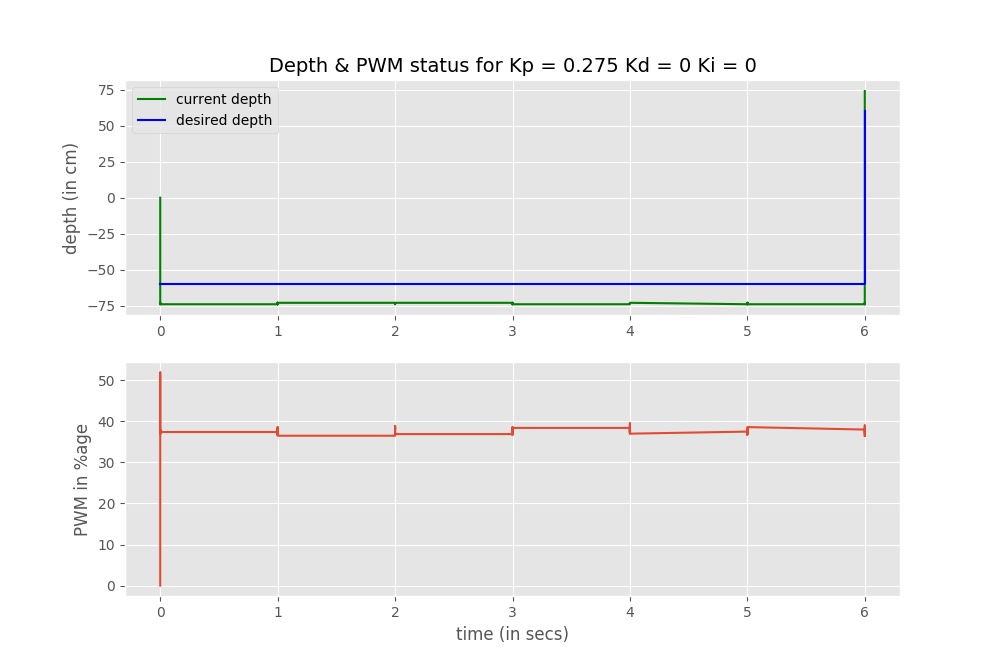 Depth & PWM status for Kp = 0.275 Kd = 0 Ki = 0
75
50
25
0
−25
−50
−75
depth (in cm)
current depth
desired depth
0 1 2 3 4 5 6
50
40
30
20
10
0
PWM in %age
0 1 2 3 4 5 6
time (in secs)